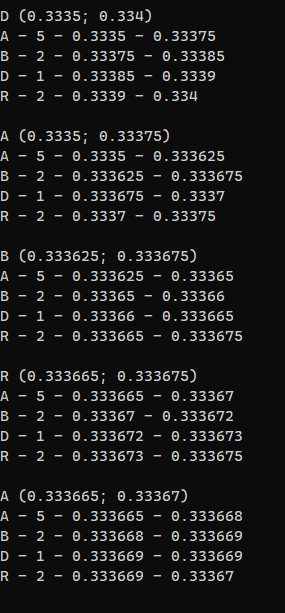 D (0.3335; 0.334)
A - 5 - 0.3335 - 0.33375
B - 2 - 0.33375 - 0.33385
D - 1 - 0.33385 - 0.3339
R - 2 - 0.3339 - 0.334

A (0.3335; 0.33375)
A - 5 - 0.3335 - 0.333625
B - 2 - 0.333625 - 0.333675
D - 1 - 0.333675 - 0.3337
R - 2 - 0.3337 - 0.33375

B (0.333625; 0.333675)
A - 5 - 0.333625 - 0.33365
B - 2 - 0.33365 - 0.33366
D - 1 - 0.33366 - 0.333665
R - 2 - 0.333665 - 0.333675

R (0.333665; 0.333675)
A - 5 - 0.333665 - 0.33367
B - 2 - 0.33367 - 0.333672
D - 1 - 0.333672 - 0.333673
R - 2 - 0.333673 - 0.333675

A (0.333665; 0.33367)
A - 5 - 0.333665 - 0.333668
B - 2 - 0.333668 - 0.333669
D - 1 - 0.333669 - 0.333669
R - 2 - 0.333669 - 0.33367